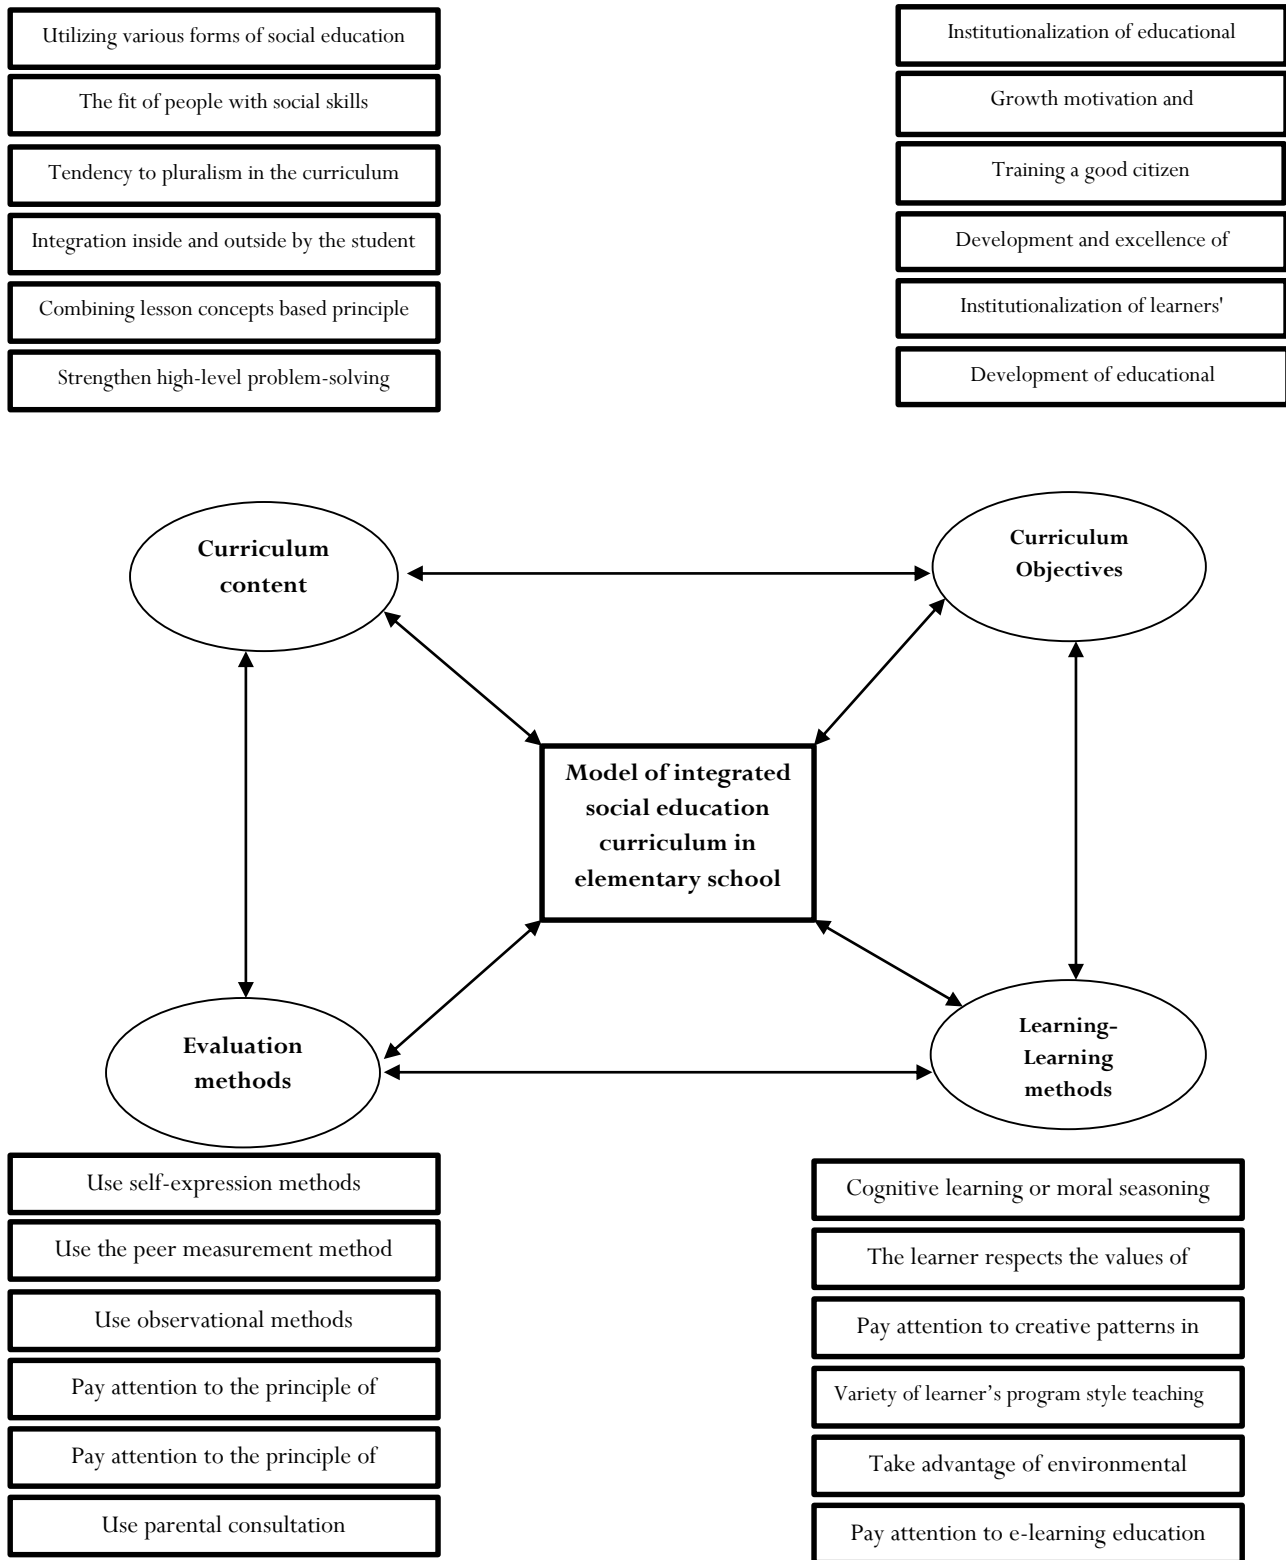 Utilizing various forms of social education
The fit of people with social skills
Tendency to pluralism in the curriculum
Integration inside and outside by the student
Combining lesson concepts based principle
Strengthen high-level problem-solving
Institutionalization of educational
Growth motivation and
Training a good citizen
Development and excellence of
Institutionalization of learners'
Development of educational
Curriculum
content
Curriculum
Objectives
Model of integrated
social education
curriculum in
elementary school
Evaluation
methods
Learning-
Learning
methods
Use self-expression methods
Use the peer measurement method
Use observational methods
Pay attention to the principle of
Pay attention to the principle of
Use parental consultation
Cognitive learning or moral seasoning
The learner respects the values of
Pay attention to creative patterns in
Variety of learner’s program style teaching
Take advantage of environmental
Pay attention to e-learning education